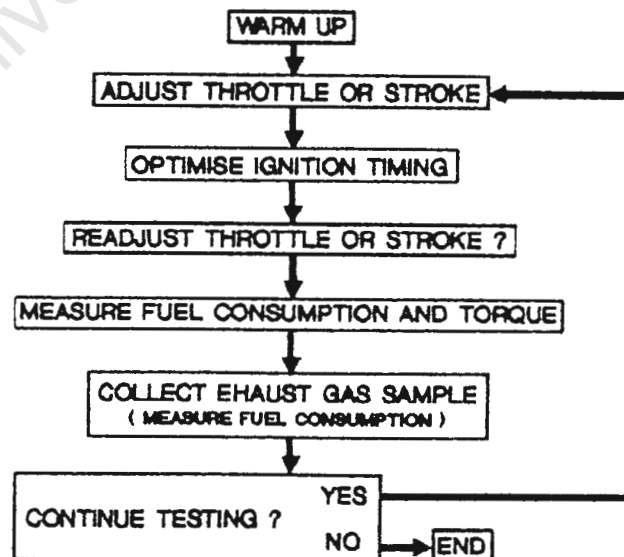 WARM UP
ADJUST THROTTLE OR STROKE
OPTIMISE IGNITION TIMING
READJUST THROTTLE OR STROKE ?
MEASURE FUEL CONSUMPTION AND TORQUE
COLLECT EHAUST GAS SAMPLE
( MEASURE FUEL CONSUMPTION )
CONTINUE TESTING ?
YES
NO
END